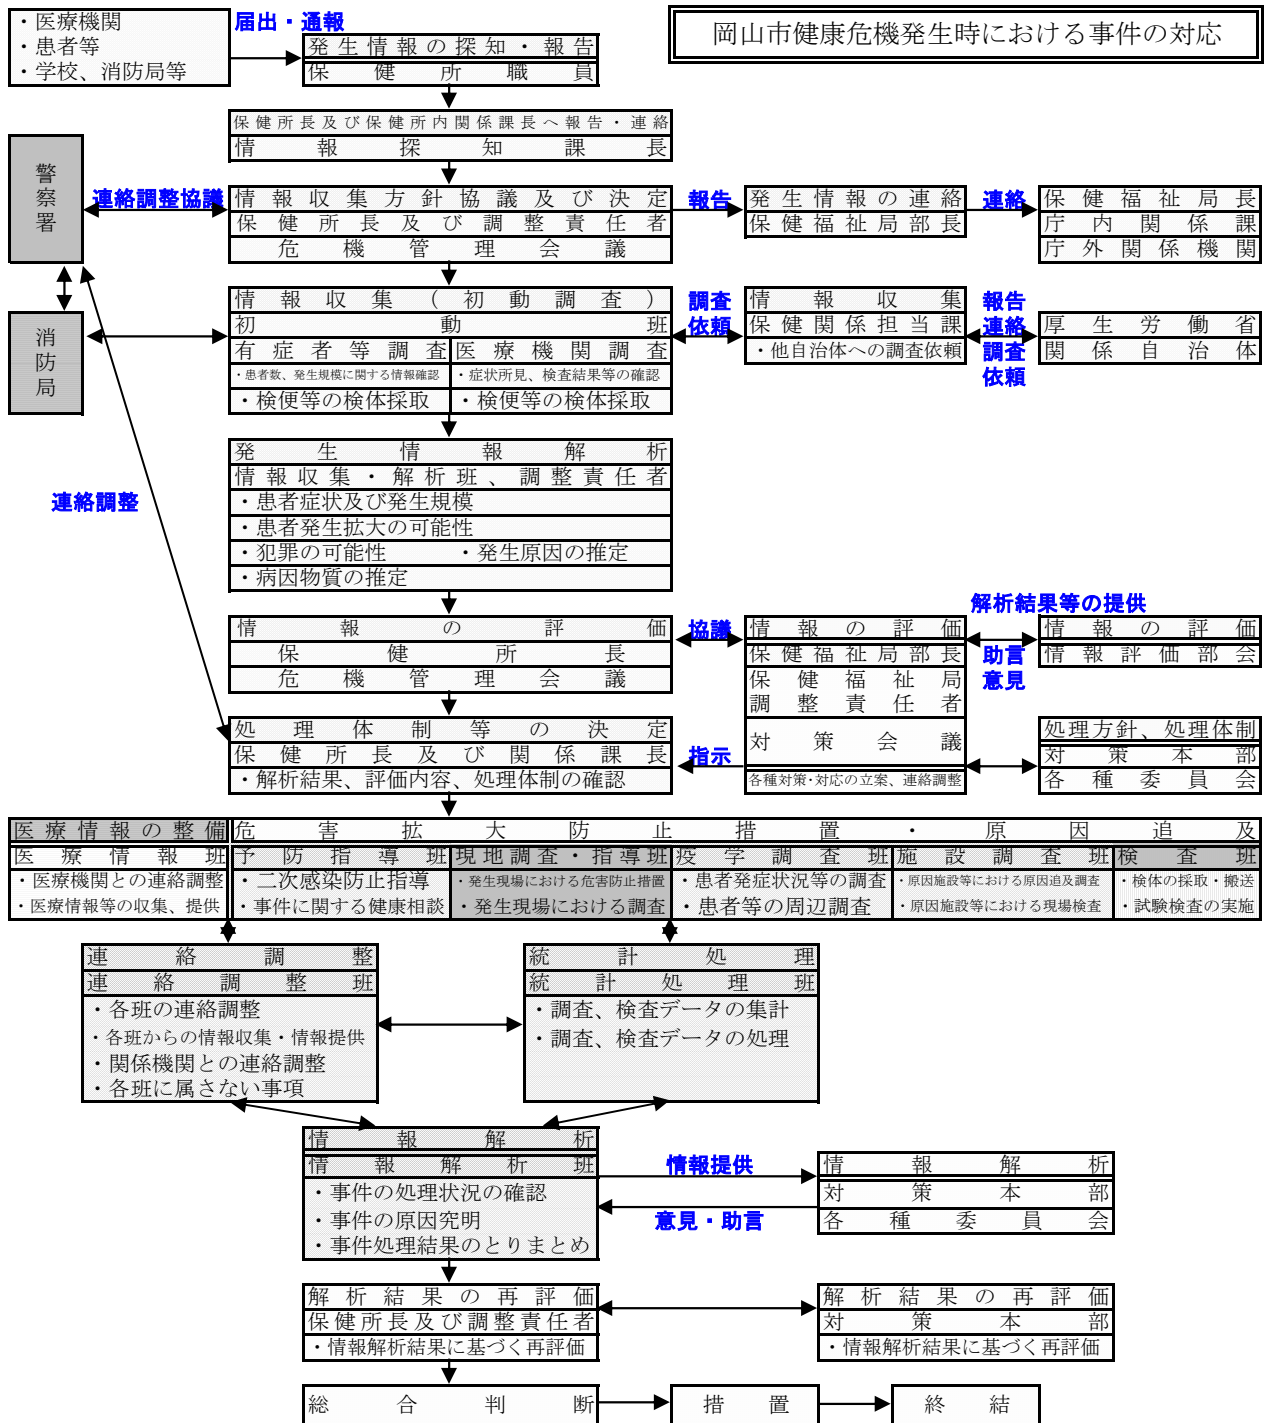 岡山市健康危機発生時における事件の対応
・医療機関
・患者等
・学校、消防局等
届出・通報
発生情報の探知・報告
保健所職員
保健所長及び保健所内関係課長へ報告・連絡
情報探知課長
警察署
連絡調整協議
情報収集方針協議及び決定
保健所長及び調整責任者
危機管理会議
報告
発生情報の連絡
保健福祉局部長
連絡
保健福祉局長
庁内関係課
庁外関係機関
消防局
情報収集（初動調査）
初動班
有症者等調査
医療機関調査
・患者数、発生規模に関する情報確認
・症状所見、検査結果等の確認
・検便等の検体採取
・検便等の検体採取
調査
依頼
情報収集
保健関係担当課
・他自治体への調査依頼
報告
連絡
調査
依頼
厚生労働省
関係自治体
連絡調整
発生情報解析
情報収集・解析班、調整責任者
・患者症状及び発生規模
・患者発生拡大の可能性
・犯罪の可能性
・発生原因の推定
・病因物質の推定
情報の評価
保健所長
危機管理会議
協議
情報の評価
保健福祉局部長
保健福祉局
調整責任者
対策会議
各種対策・対応の立案、連絡調整
解析結果等の提供
助言
意見
情報の評価
情報評価部会
処理体制等の決定
保健所長及び関係課長
・解析結果、評価内容、処理体制の確認
指示
処理方針、処理体制
対策本部
各種委員会
医療情報の整備
危害拡大防止措置・原因追及
医療情報班
予防指導班
現地調査・指導班
疫学調査班
施設調査班
検査班
・医療機関との連絡調整
・二次感染防止指導
・発生現場における危害防止措置
・患者発症状況等の調査
・原因施設等における原因追及調査
・検体の採取・搬送
・医療情報等の収集、提供
・事件に関する健康相談
・発生現場における調査
・患者等の周辺調査
・原因施設等における現場検査
・試験検査の実施
連絡調整
連絡調整班
・各班の連絡調整
・各班からの情報収集・情報提供
・関係機関との連絡調整
・各班に属さない事項
統計処理
統計処理班
・調査、検査データの集計
・調査、検査データの処理
情報解析
情報解析班
・事件の処理状況の確認
・事件の原因究明
・事件処理結果のとりまとめ
情報提供
意見・助言
情報解析
対策本部
各種委員会
解析結果の再評価
保健所長及び調整責任者
・情報解析結果に基づく再評価
解析結果の再評価
対策本部
・情報解析結果に基づく再評価
総合判断
措置
終結